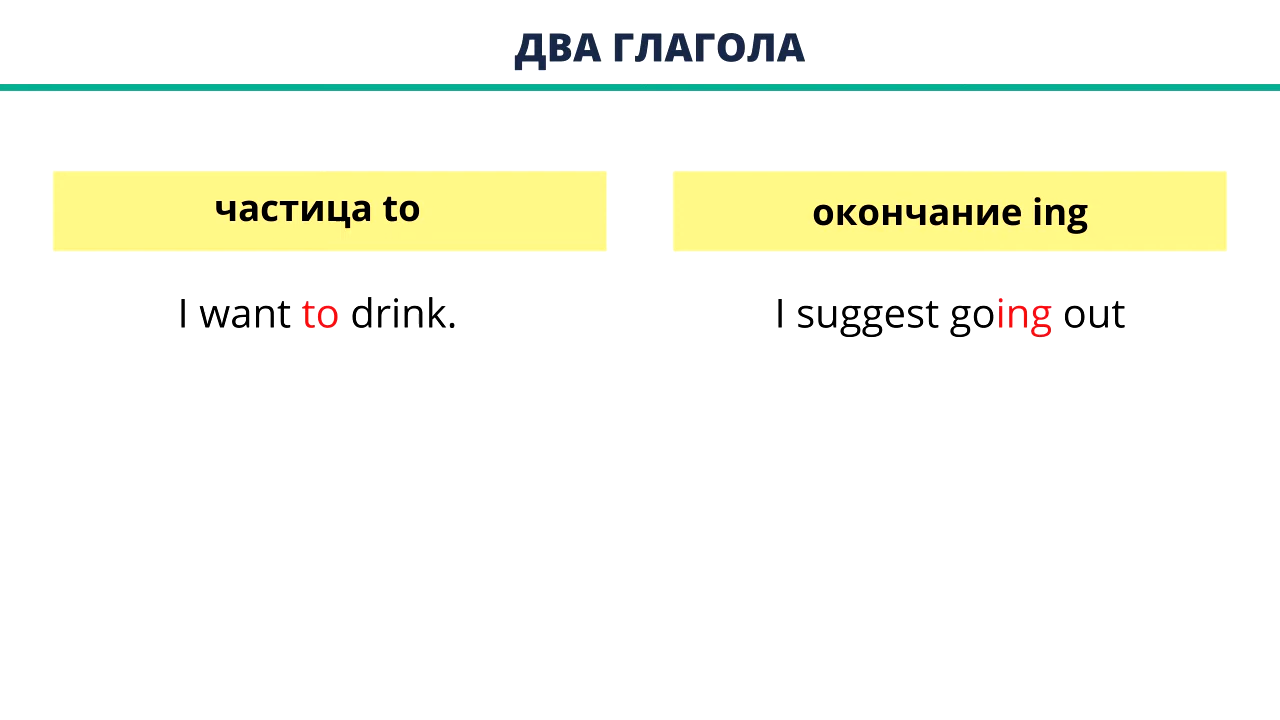 ДВА ГЛАГОЛА
частица to
окончание ing
I want to drink.
I suggest going out